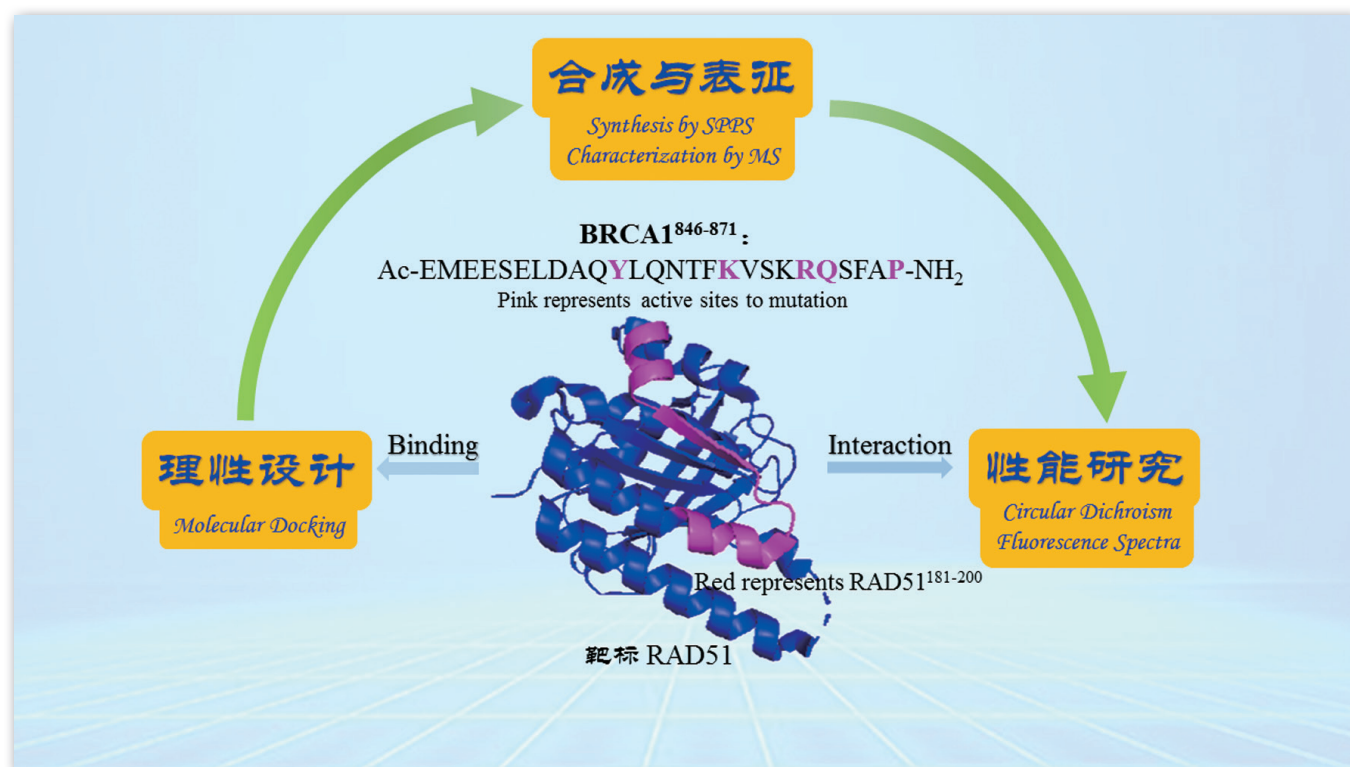 合成与表征
Synthesis by SPPS
Characterization by MS
BRCA1⁸⁴⁶⁻⁸⁷¹：
Ac-EMEESELDAQYLQNTFKVSKRQSFAP-NH₂
Pink represents active sites to mutation
Binding
Interaction
理性设计
Molecular Docking
性能研究
Circular Dichroism
Fluorescence Spectra
Red represents RAD51¹⁸¹⁻²⁰⁰
靶标 RAD51